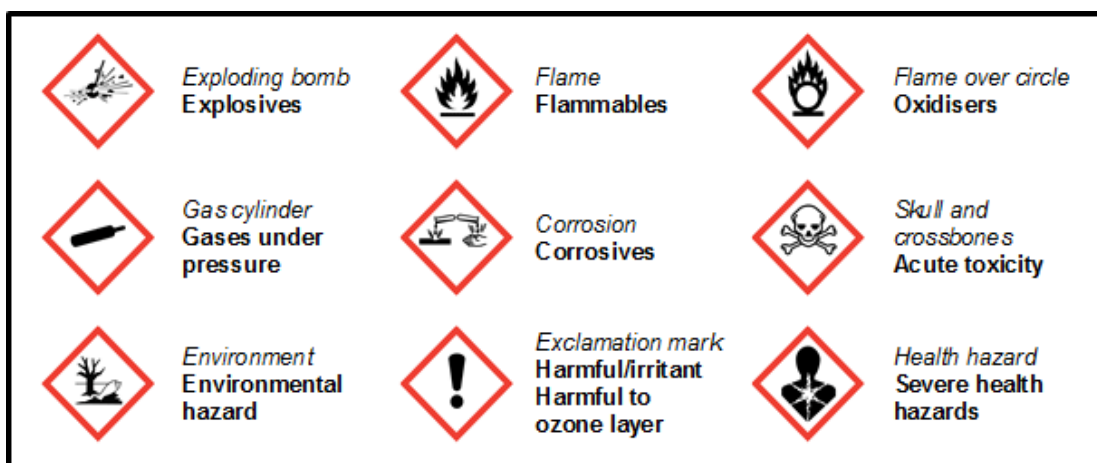 Exploding bomb
Explosives
Flame
Flammables
Flame over circle
Oxidisers
Gas cylinder
Gases under
pressure
Corrosion
Corrosives
Skull and
crossbones
Acute toxicity
Environment
Environmental
hazard
Exclamation mark
Harmful/irritant
Harmful to
ozone layer
Health hazard
Severe health
hazards